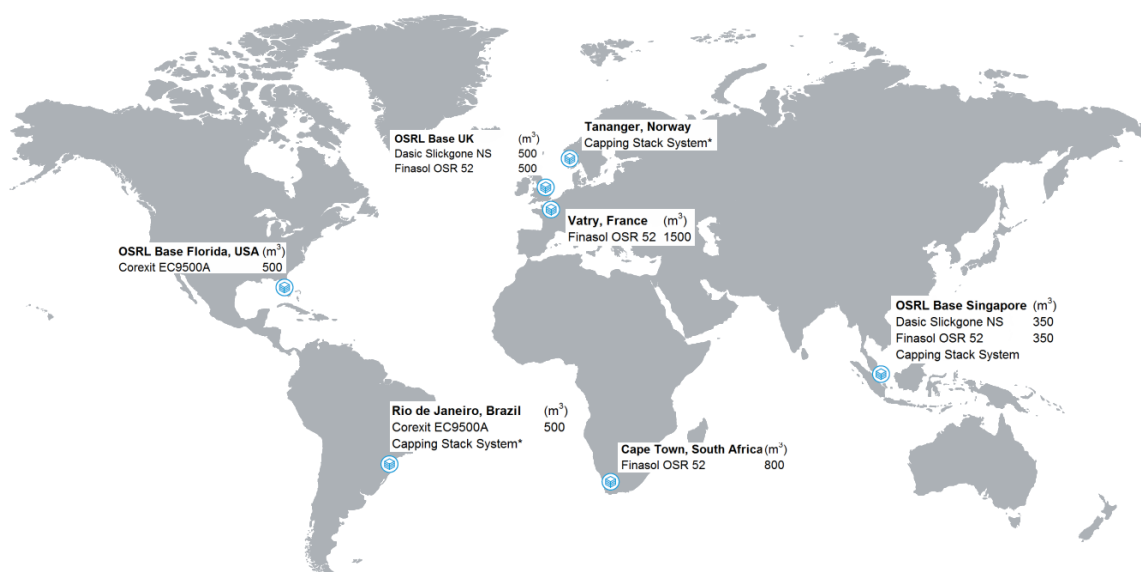 Tananger, Norway
Capping Stack System*
OSRL Base UK (m³)
Dasic Slickgone NS 500
Finasol OSR 52 500
Vatry, France (m³)
Finasol OSR 52 1500
OSRL Base Florida, USA (m³)
Corexit EC9500A 500
OSRL Base Singapore (m³)
Dasic Slickgone NS 350
Finasol OSR 52 350
Capping Stack System
Rio de Janeiro, Brazil (m³)
Corexit EC9500A 500
Capping Stack System*
Cape Town, South Africa (m³)
Finasol OSR 52 800